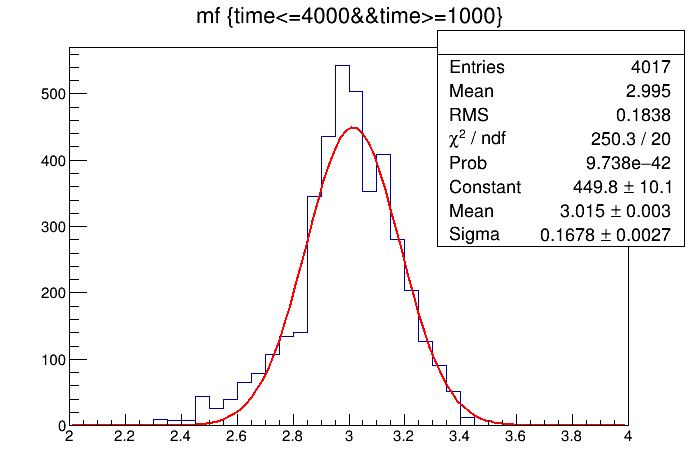 mf {time<=4000&&time>=1000}
Entries 4017
Mean 2.995
RMS 0.1838
χ² / ndf 250.3 / 20
Prob 9.738e−42
Constant 449.8 ± 10.1
Mean 3.015 ± 0.003
Sigma 0.1678 ± 0.0027
500
400
300
200
100
0
2 2.2 2.4 2.6 2.8 3 3.2 3.4 3.6 3.8 4